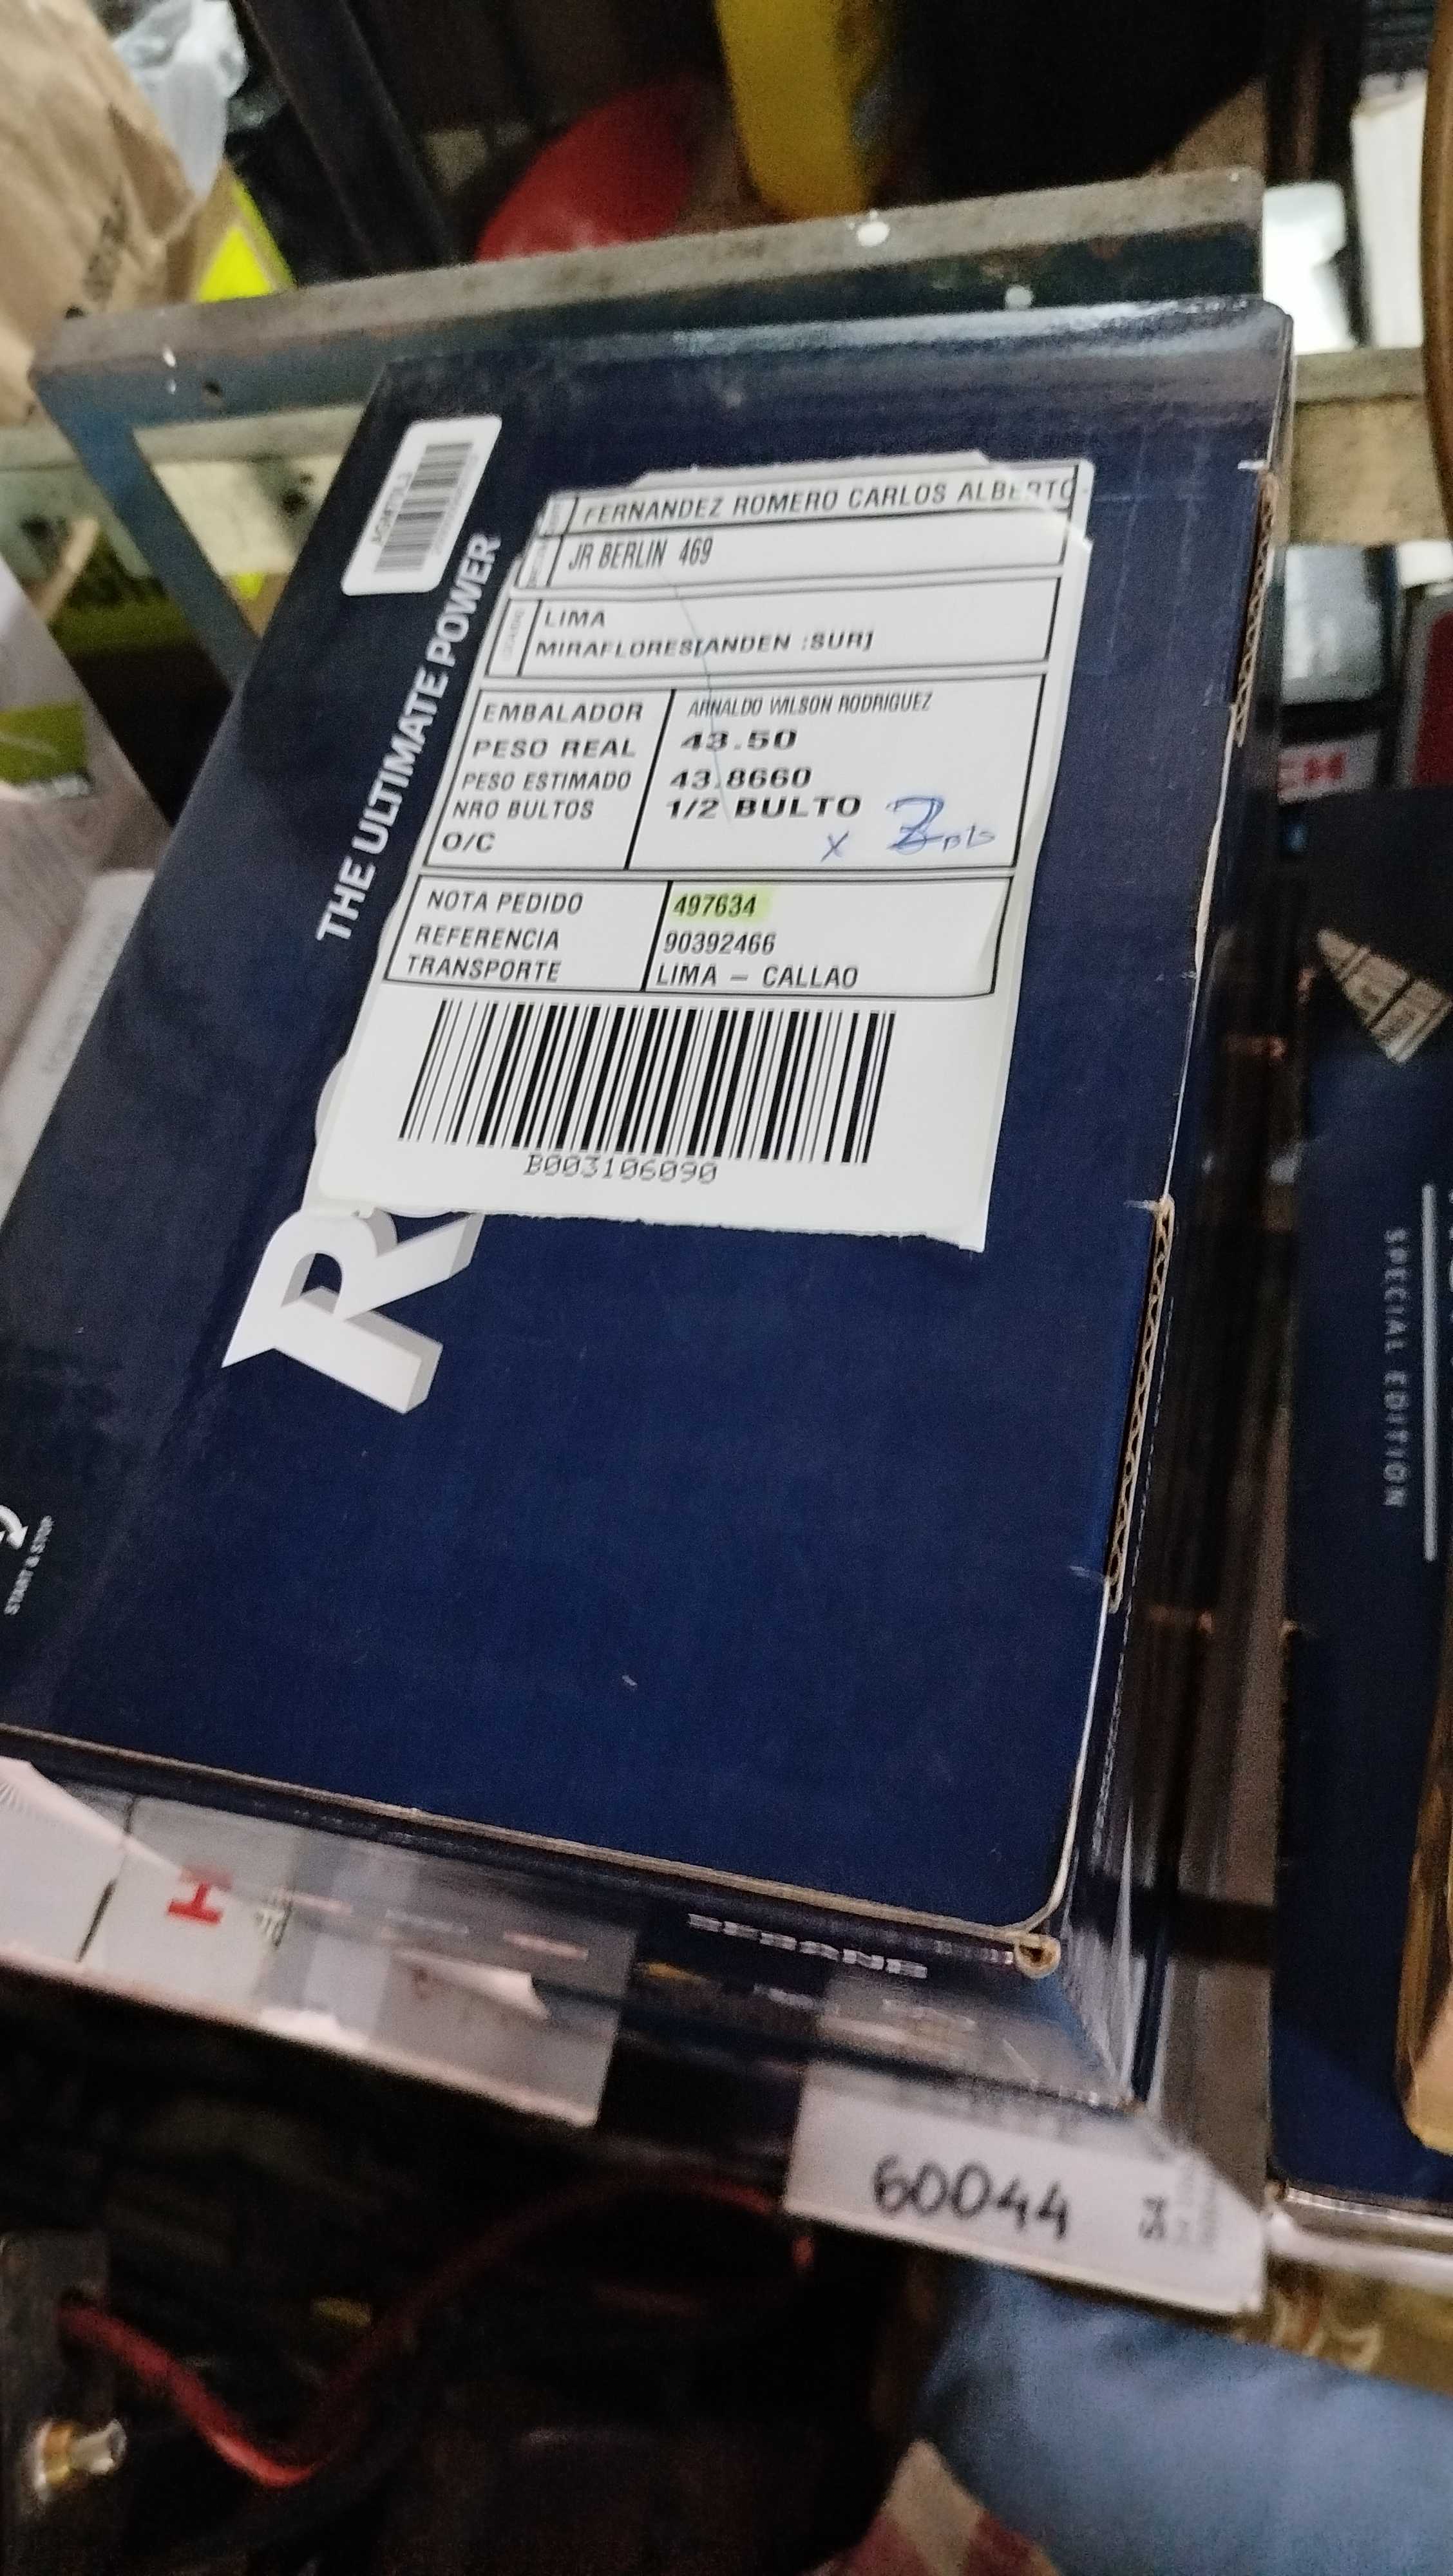 FERNANDEZ ROMERO CARLOS ALBERTO
JR BERLIN 469
LIMA
MIRAFLORES[ANDEN :SUR]
EMBALADOR ARNALDO WILSON RODRIGUEZ
PESO REAL 43.50
PESO ESTIMADO 43.8660
NRO BULTOS 1/2 BULTO
x 2
O/C
NOTA PEDIDO 497634
REFERENCIA 90392466
TRANSPORTE LIMA – CALLAO
B003106090
THE ULTIMATE POWER
START & STOP
SPECIAL EDITION
60044